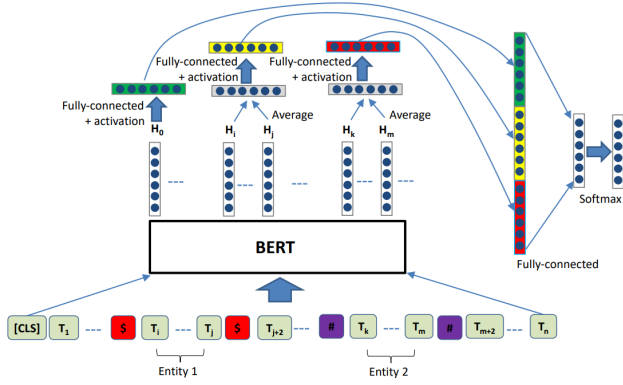 Fully-connected
+ activation
Fully-connected
+ activation
Fully-connected
+ activation
H0
Hi
Average
Hj
Hk
Average
Hm
----
----
----
----
BERT
Softmax
Fully-connected
[CLS] T1 ---- $ Ti ---- Tj $ Tj+2 ---- # Tk ---- Tm # Tm+2 ---- Tn
Entity 1
Entity 2